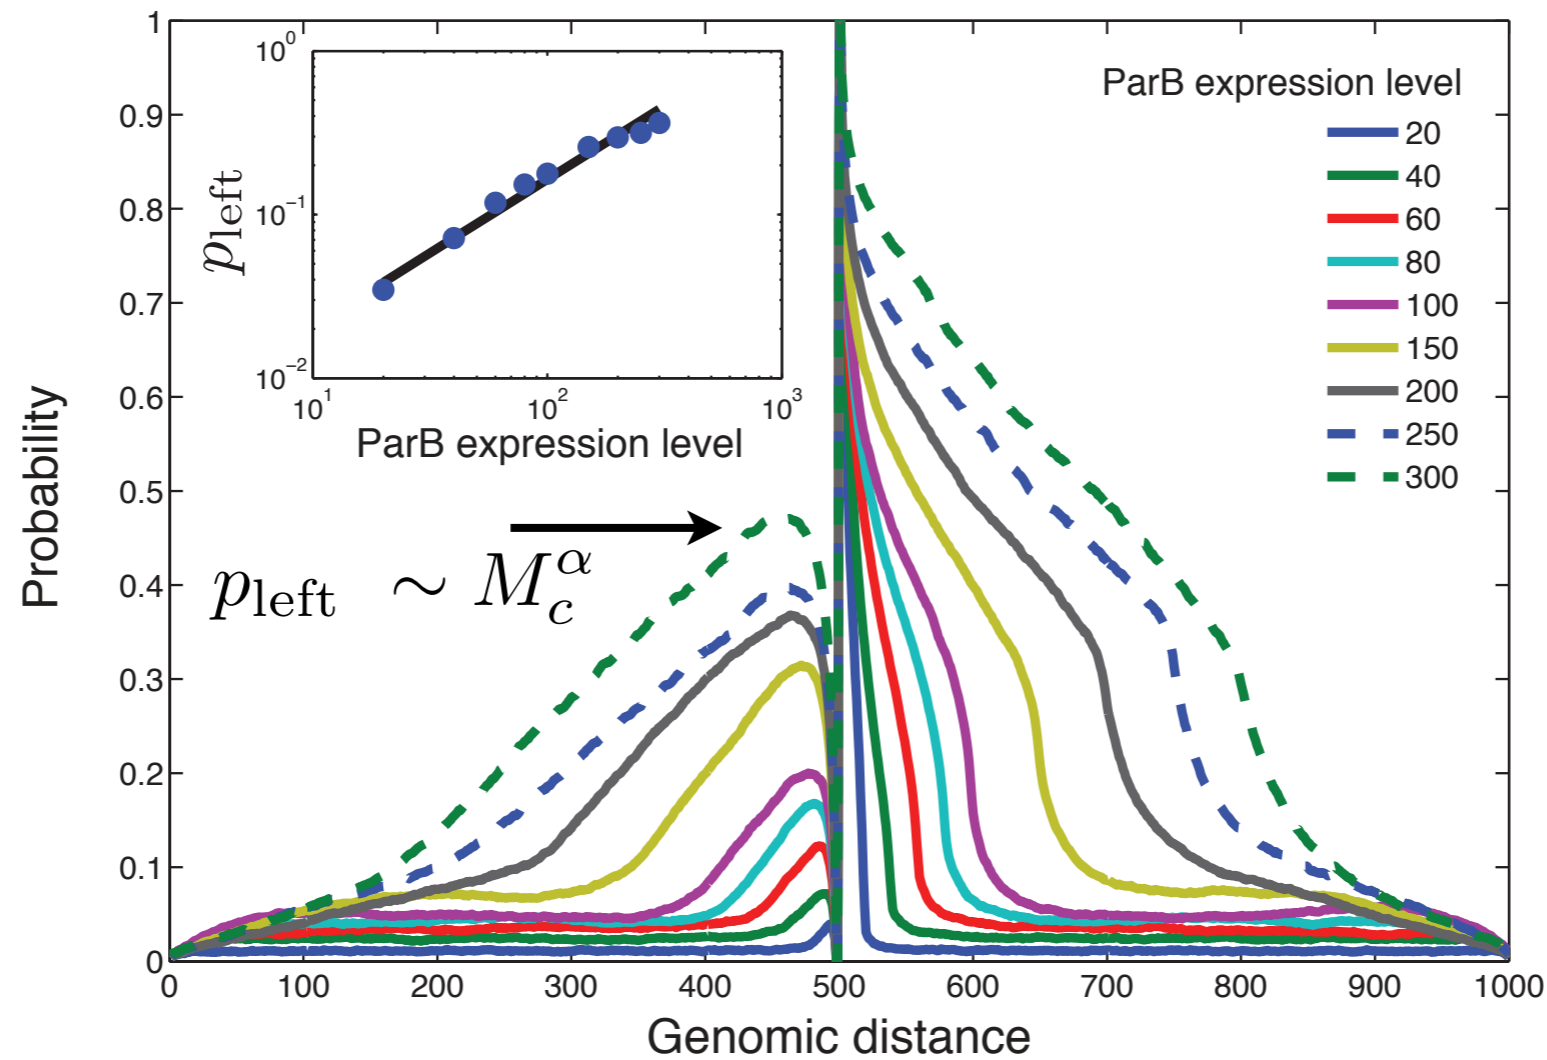 Probability
1
0.9
0.8
0.7
0.6
0.5
0.4
0.3
0.2
0.1
0
0 100 200 300 400 500 600 700 800 900 1000
Genomic distance
p_left
10^0
10^-1
10^-2
10^1 10^2 10^3
ParB expression level
p_left ~ M_c^α
ParB expression level
20
40
60
80
100
150
200
250
300